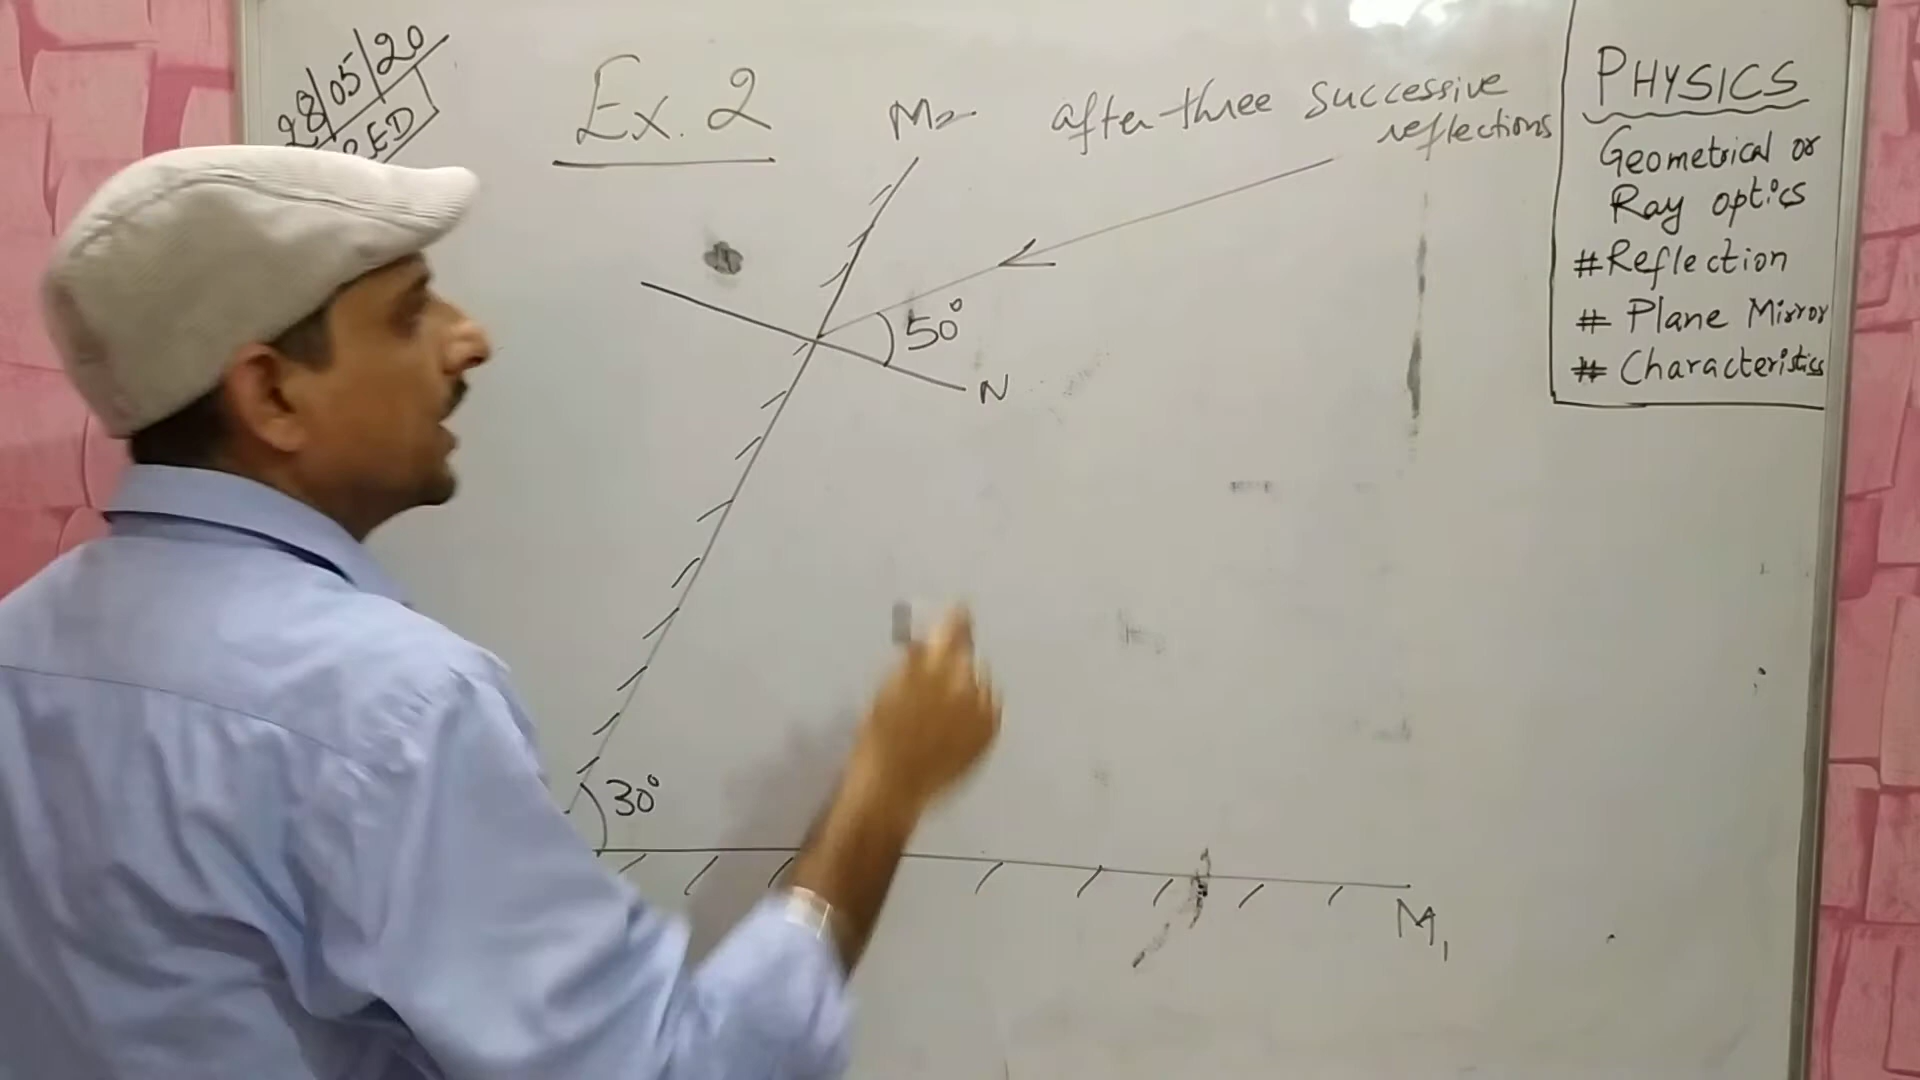 28/05/20
Ex. 2
M2
after three successive
reflections
50°
N
30°
M1
PHYSICS
Geometrical or
Ray optics
# Reflection
# Plane Mirror
# Characteristics